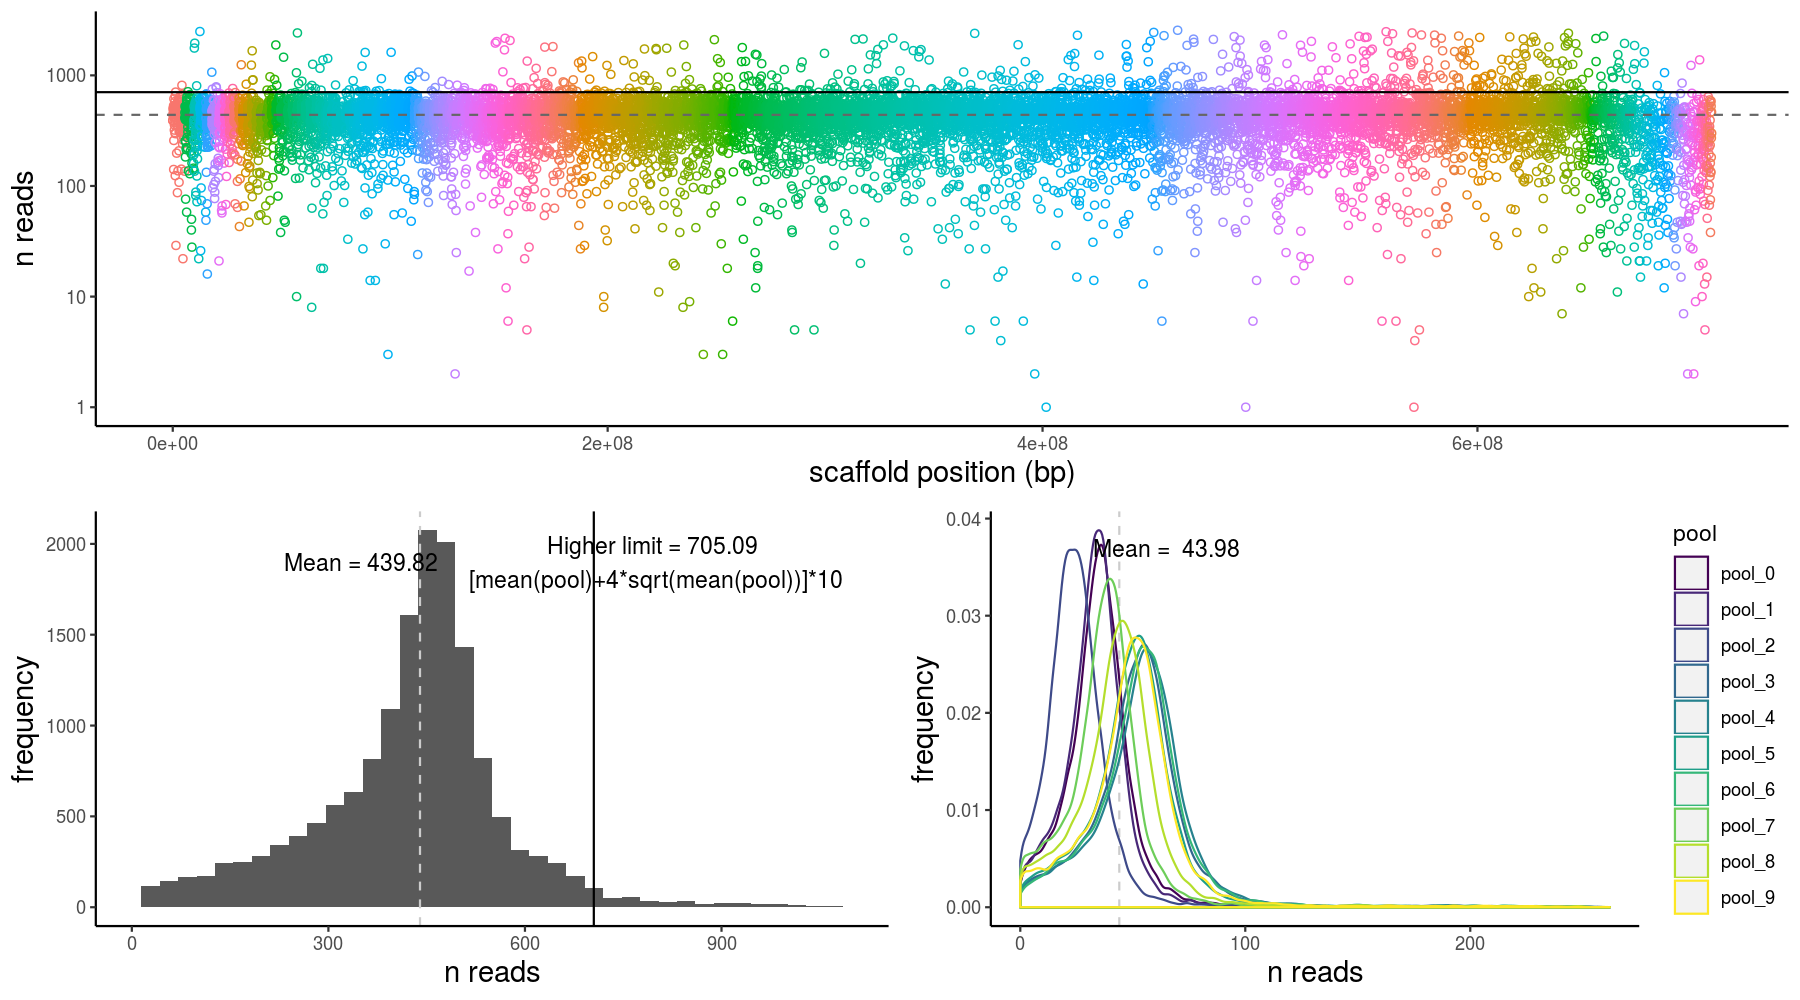 n reads
1000
100
10
1
0e+00 2e+08 4e+08 6e+08
scaffold position (bp)
frequency
2000
1500
1000
500
0
Mean = 439.82
Higher limit = 705.09
[mean(pool)+4*sqrt(mean(pool))]*10
0 300 600 900
n reads
frequency
0.04
0.03
0.02
0.01
0.00
Mean = 43.98
0 100 200
n reads
pool
pool_0
pool_1
pool_2
pool_3
pool_4
pool_5
pool_6
pool_7
pool_8
pool_9